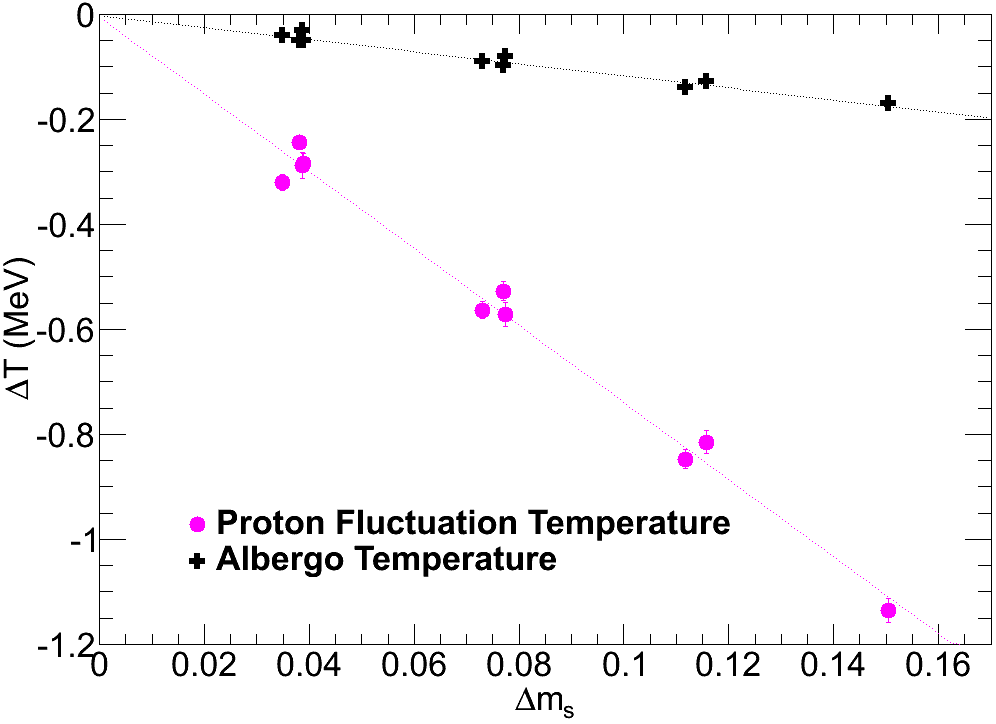 0
-0.2
-0.4
-0.6
-0.8
-1
-1.2
ΔT (MeV)
Proton Fluctuation Temperature
Albergo Temperature
0 0.02 0.04 0.06 0.08 0.1 0.12 0.14 0.16
Δmₛ